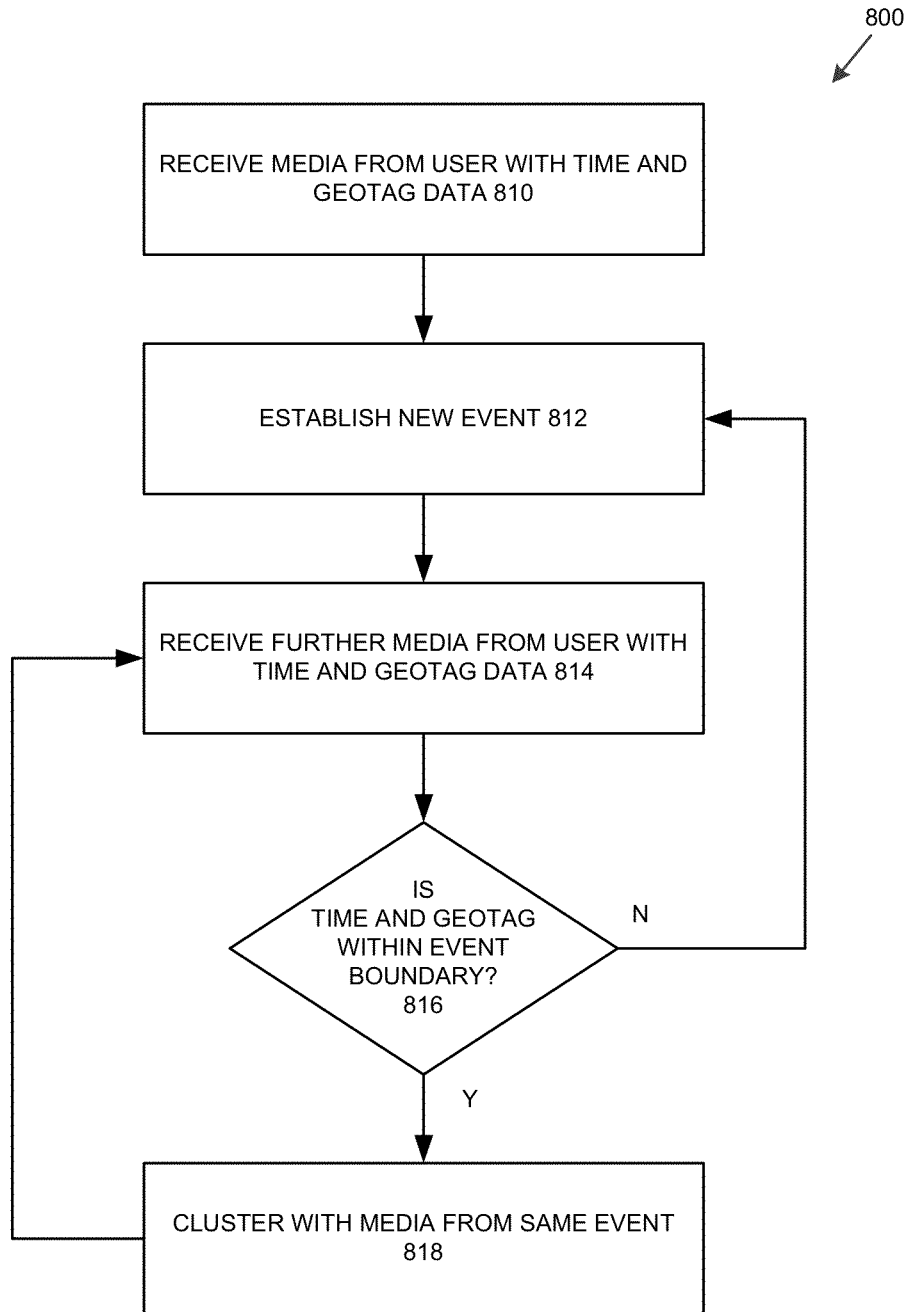 800
RECEIVE MEDIA FROM USER WITH TIME AND
GEOTAG DATA 810
ESTABLISH NEW EVENT 812
RECEIVE FURTHER MEDIA FROM USER WITH
TIME AND GEOTAG DATA 814
IS
TIME AND GEOTAG
WITHIN EVENT
BOUNDARY?
816
N
Y
CLUSTER WITH MEDIA FROM SAME EVENT
818